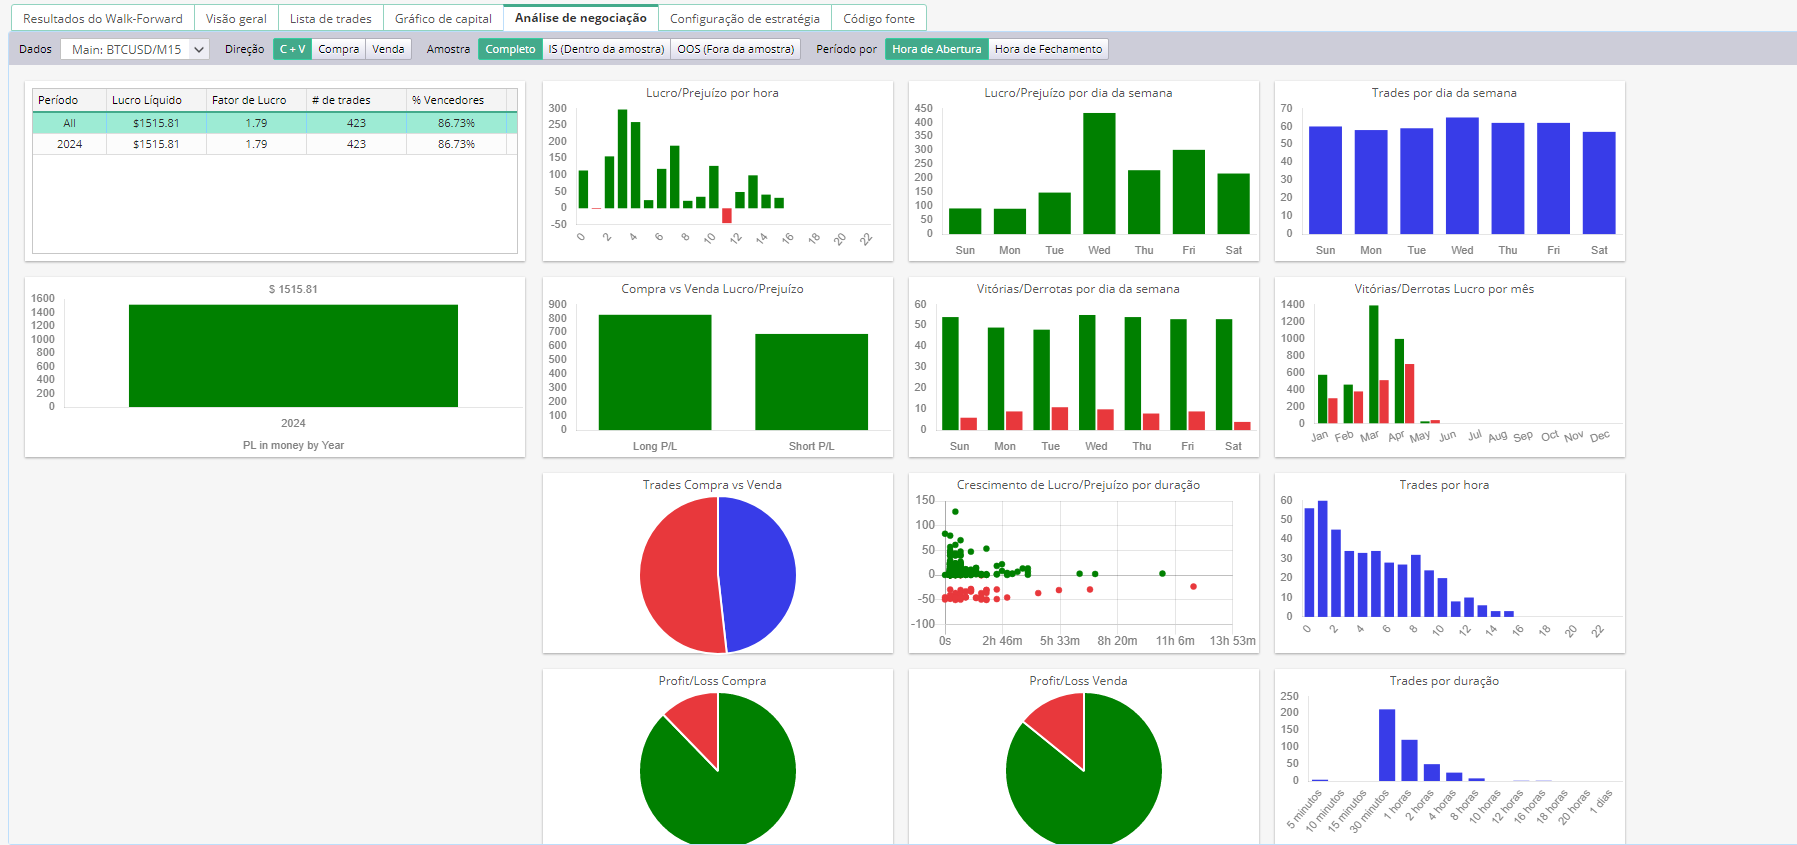 Resultados do Walk-Forward
Visão geral
Lista de trades
Gráfico de capital
Análise de negociação
Configuração de estratégia
Código fonte
Dados
Main: BTCUSD/M15
Direção
C + V
Compra
Venda
Amostra
Completo
IS (Dentro da amostra)
OOS (Fora da amostra)
Período por
Hora de Abertura
Hora de Fechamento
Período Lucro Líquido Fator de Lucro # de trades % Vencedores
All $1515.81 1.79 423 86.73%
2024 $1515.81 1.79 423 86.73%
Lucro/Prejuízo por hora
300
250
200
150
100
50
0
-50
0 2 4 6 8 10 12 14 16 18 20 22
Lucro/Prejuízo por dia da semana
450
400
350
300
250
200
150
100
50
0
Sun Mon Tue Wed Thu Fri Sat
Trades por dia da semana
70
60
50
40
30
20
10
0
Sun Mon Tue Wed Thu Fri Sat
$ 1515.81
1600
1400
1200
1000
800
600
400
200
0
2024
PL in money by Year
Compra vs Venda Lucro/Prejuízo
900
800
700
600
500
400
300
200
100
0
Long P/L Short P/L
Vitórias/Derrotas por dia da semana
60
50
40
30
20
10
0
Sun Mon Tue Wed Thu Fri Sat
Vitórias/Derrotas Lucro por mês
1400
1200
1000
800
600
400
200
0
Jan Feb Mar Apr May Jun Jul Aug Sep Oct Nov Dec
Trades Compra vs Venda
Crescimento de Lucro/Prejuízo por duração
150
100
50
0
-50
-100
0s 2h 46m 5h 33m 8h 20m 11h 6m 13h 53m
Trades por hora
60
50
40
30
20
10
0
0 2 4 6 8 10 12 14 16 18 20 22
Profit/Loss Compra
Profit/Loss Venda
Trades por duração
250
200
150
100
50
0
5 minutos 10 minutos 15 minutos 30 minutos 1 horas 2 horas 4 horas 8 horas 10 horas 12 horas 16 horas 18 horas 20 horas 1 dias